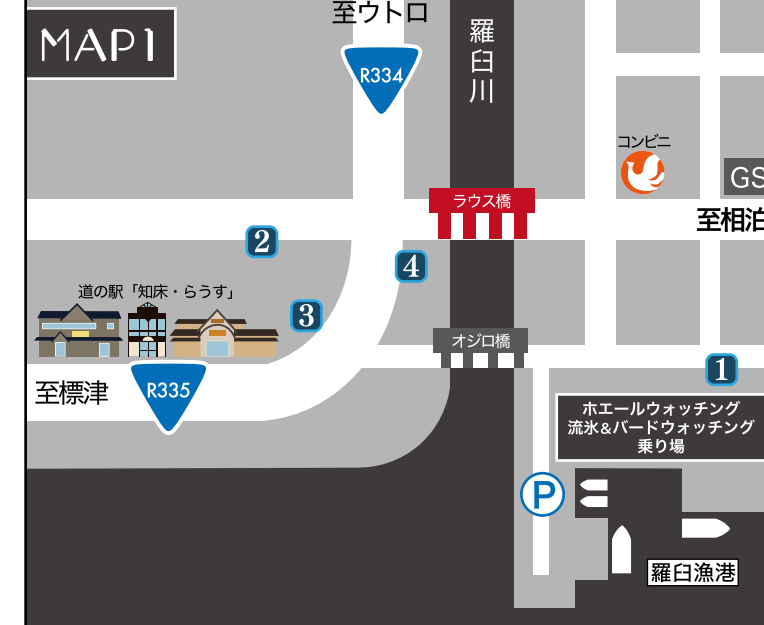 至ウトロ
MAP1
R334
羅臼川
コンビニ
GS
ラウス橋
至相泊
2
4
道の駅「知床・らうす」
3
オジロ橋
1
至標津
R335
ホエールウォッチング
流氷&バードウォッチング
乗り場
P
羅臼漁港